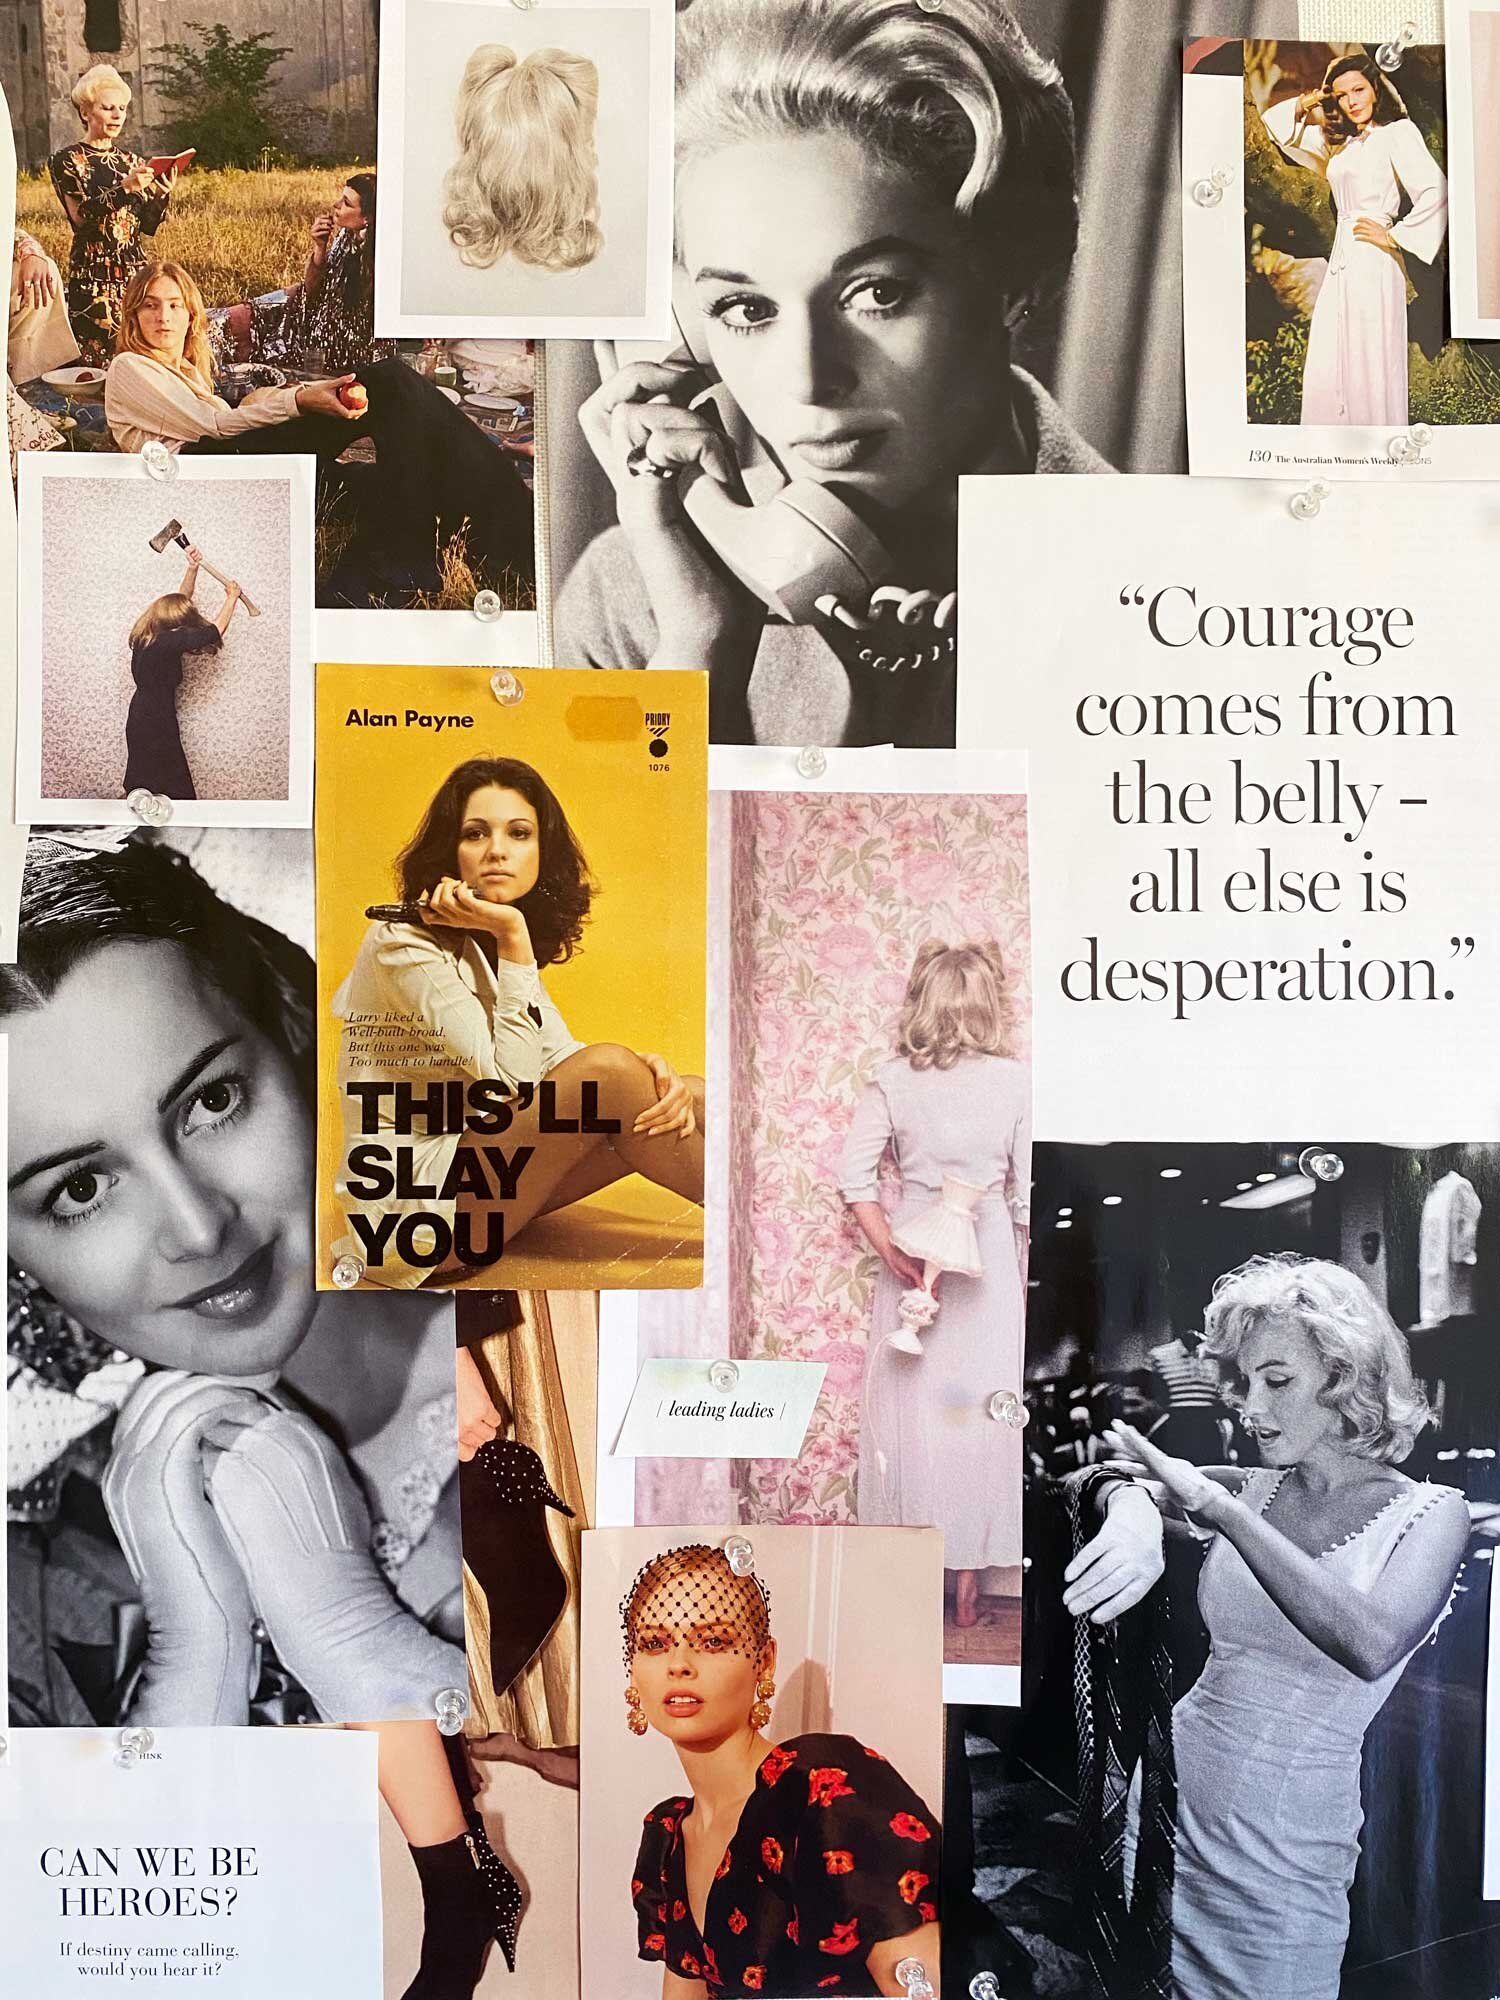 130 The Australian Women's Weekly
"Courage
comes from
the belly –
all else is
desperation."
Alan Payne
PRIORY
1076
Larry liked a
Well-built broad,
But this one was
Too much to handle!
THIS'LL
SLAY
YOU
| leading ladies |
HINK
CAN WE BE
HEROES?
If destiny came calling,
would you hear it?